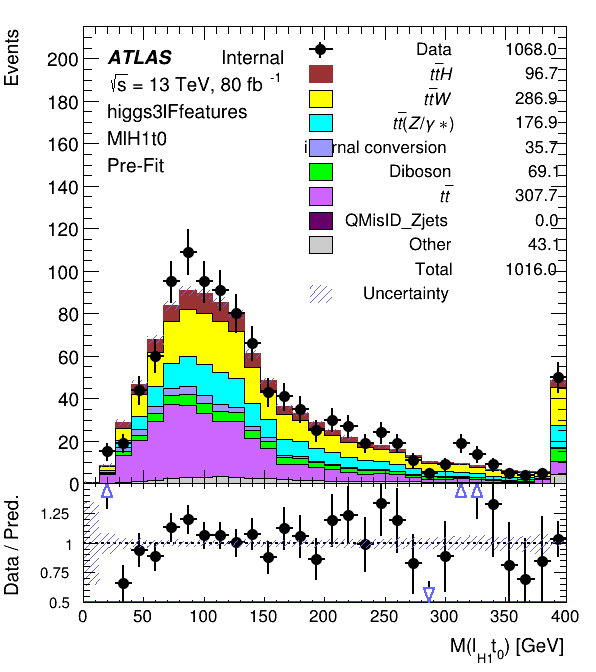 Events
ATLAS Internal
√s = 13 TeV, 80 fb⁻¹
higgs3lFfeatures
MlH1t0
Pre-Fit
Data 1068.0
tt̄H 96.7
tt̄W 286.9
tt̄(Z/γ*) 176.9
internal conversion 35.7
Diboson 69.1
tt̄ 307.7
QMisID_Zjets 0.0
Other 43.1
Total 1016.0
Uncertainty
200
180
160
140
120
100
80
60
40
20
0
Data / Pred.
1.25
1
0.75
0.5
0 50 100 150 200 250 300 350 400
M(l_H1 t_0) [GeV]